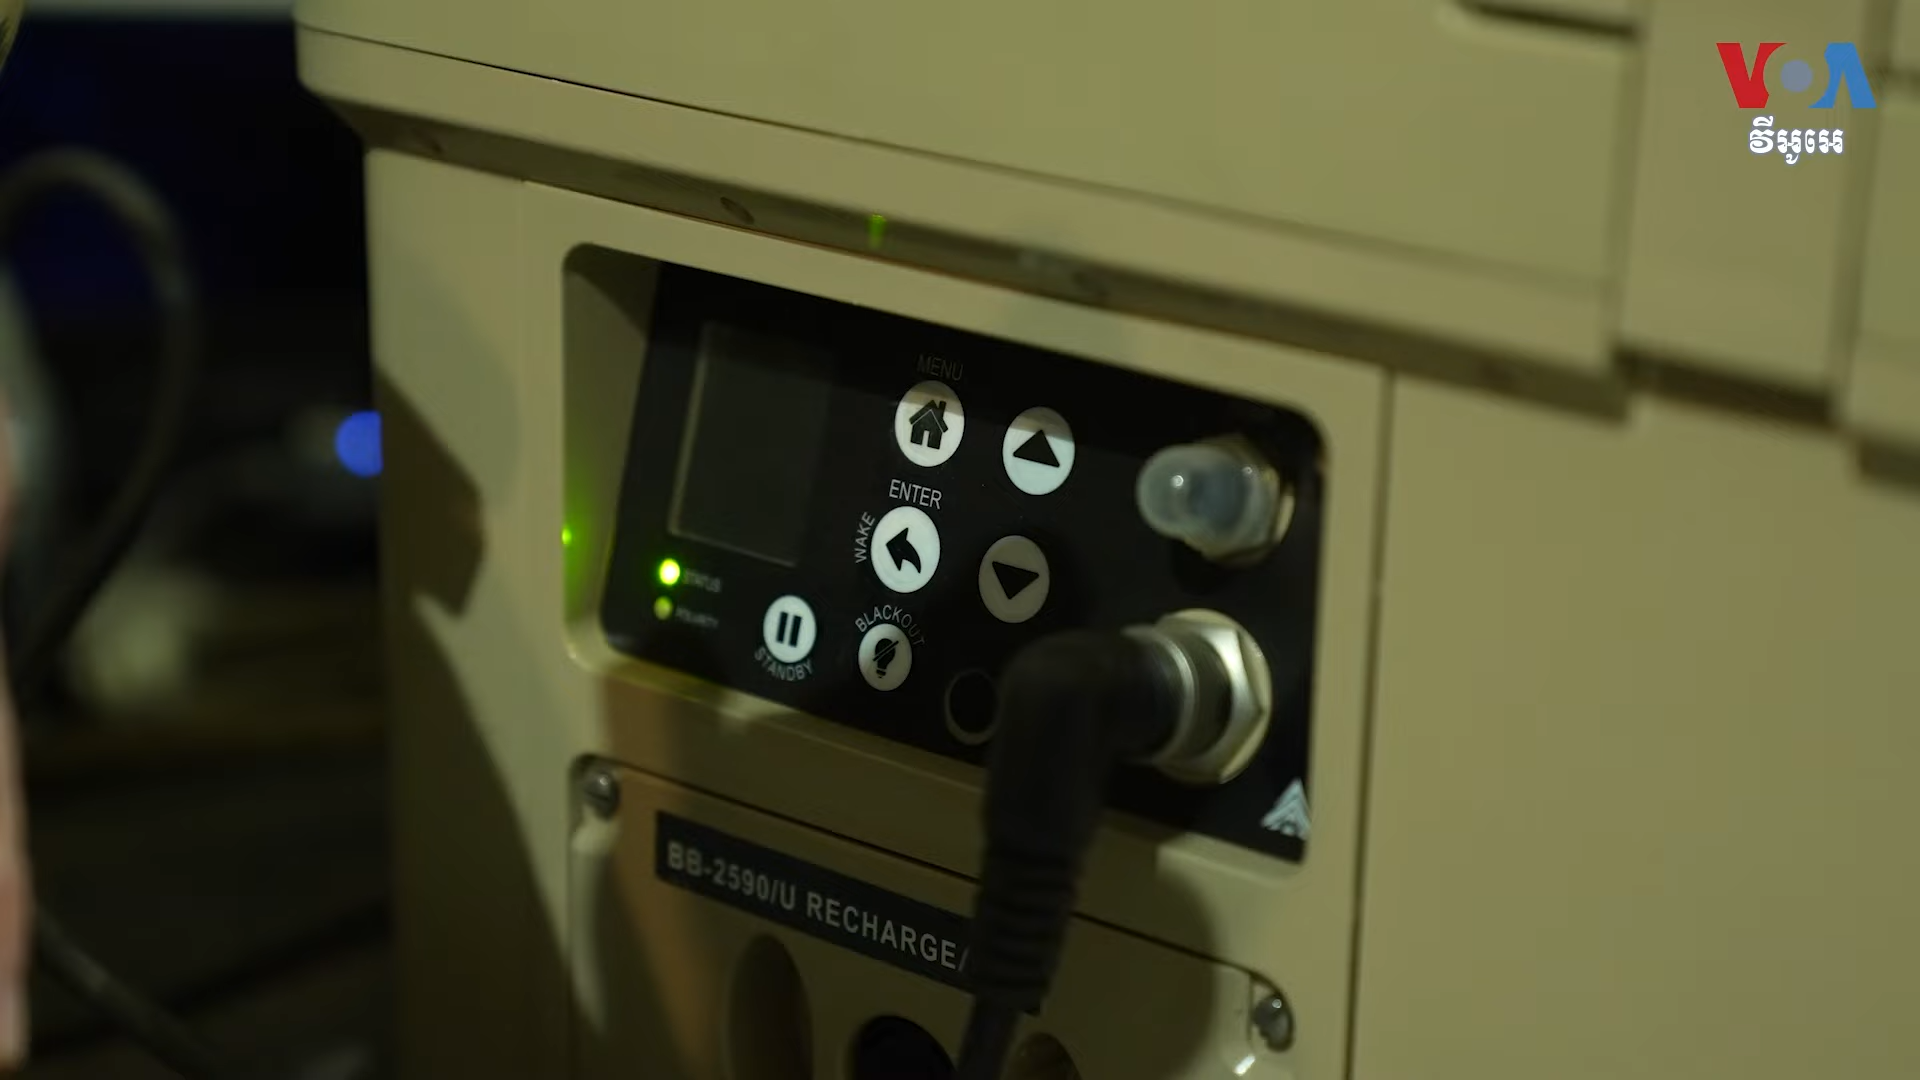 VOA
វីអូអេ
MENU
ENTER
WAKE
STATUS
POLARITY
BLACKOUT
STANDBY
BB-2590/U RECHARGE/